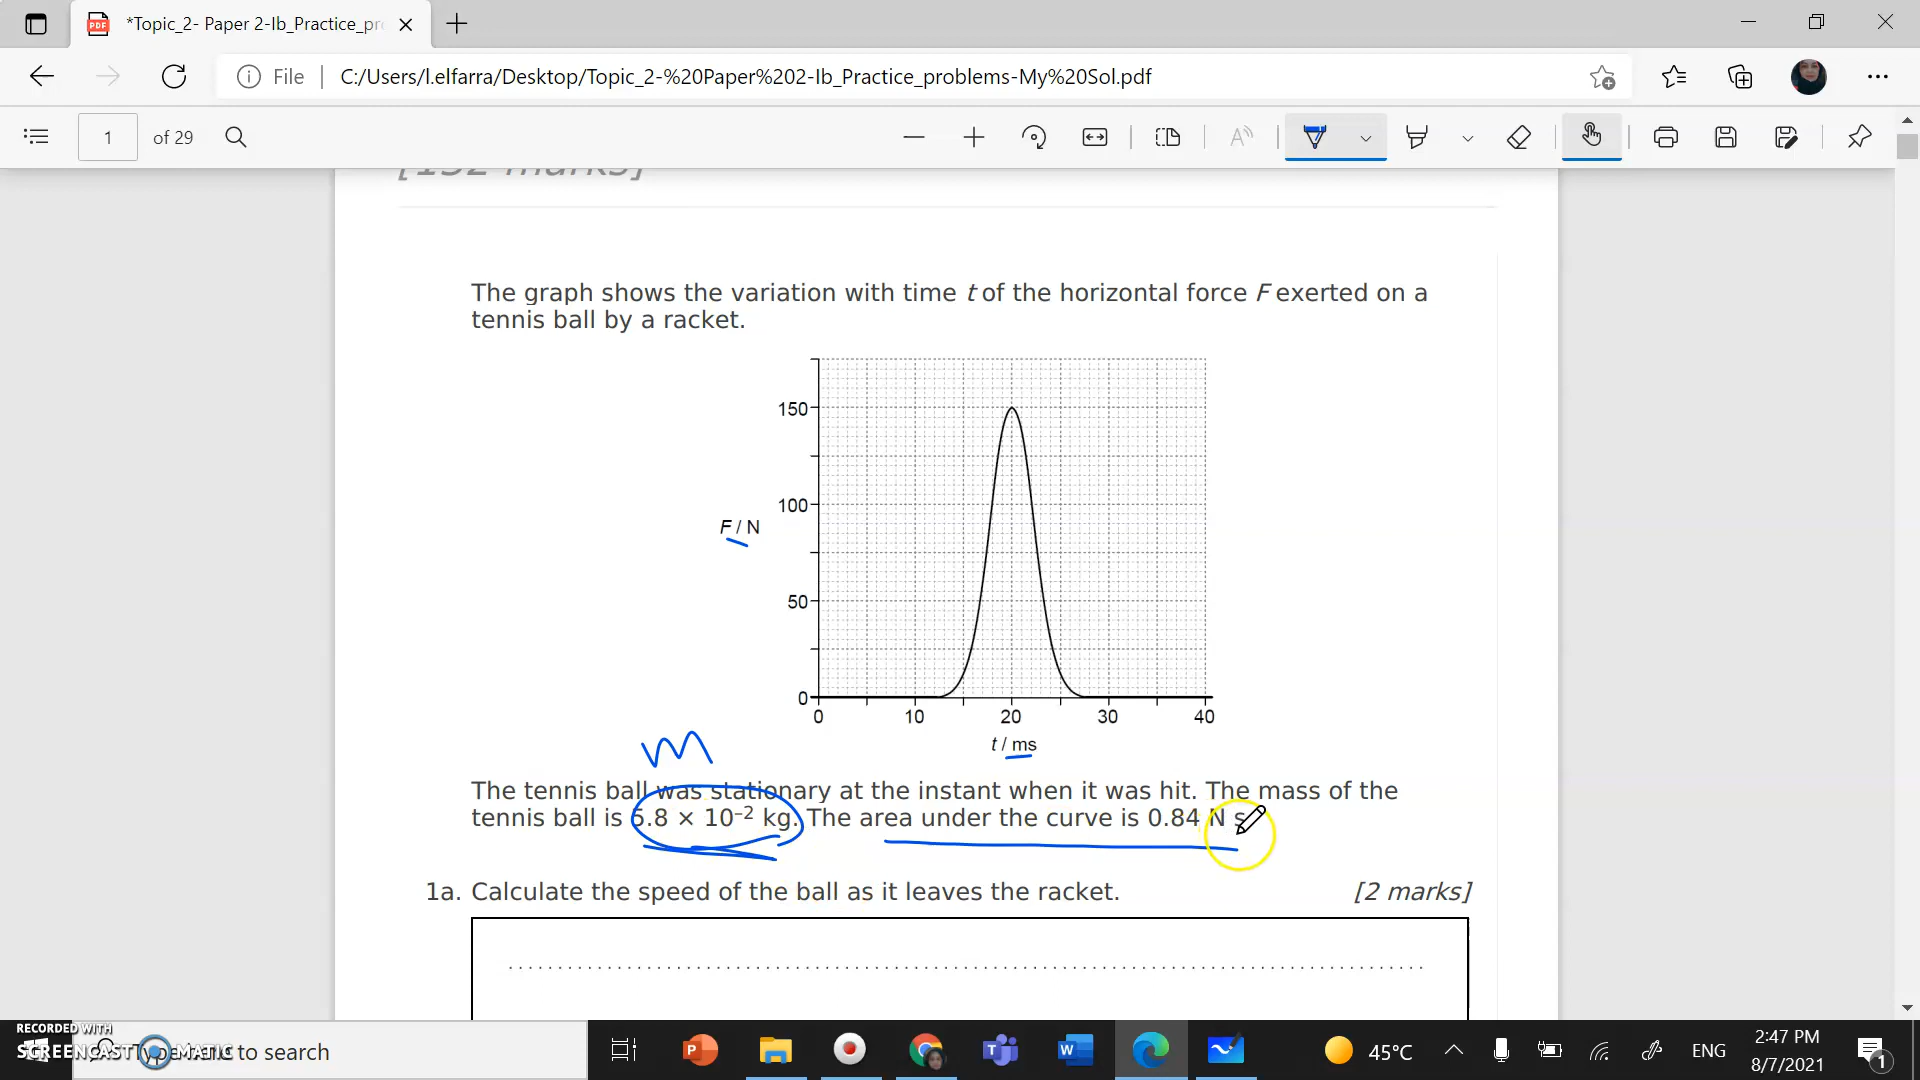 *Topic_2- Paper 2-Ib_Practice_pr
File
C:/Users/l.elfarra/Desktop/Topic_2-%20Paper%202-Ib_Practice_problems-My%20Sol.pdf
1 of 29
[152 marks]
The graph shows the variation with time t of the horizontal force F exerted on a
tennis ball by a racket.
150
100
F / N
50
0
0 10 20 30 40
t / ms
m
The tennis ball was stationary at the instant when it was hit. The mass of the
tennis ball is 5.8 × 10⁻² kg. The area under the curve is 0.84 N s
1a. Calculate the speed of the ball as it leaves the racket. [2 marks]
RECORDED WITH
SCREENCAST MATIC
to search
45°C
ENG
2:47 PM
8/7/2021
1